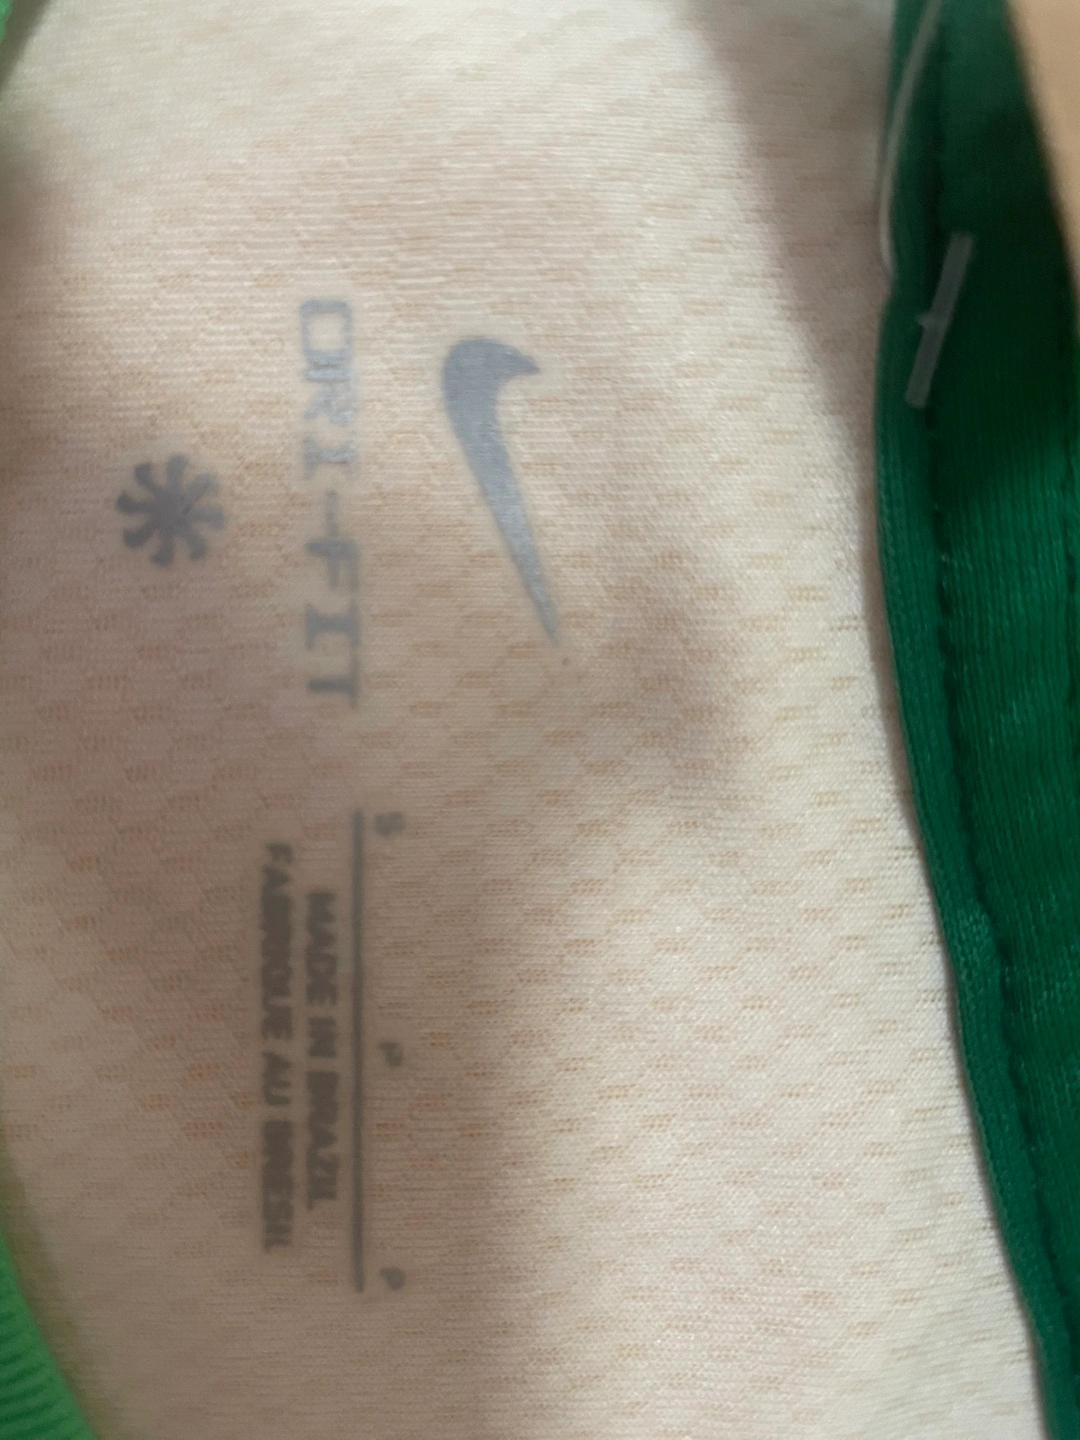 DRI-FIT
S P P
MADE IN BRAZIL
FABRIQUE AU BRESIL